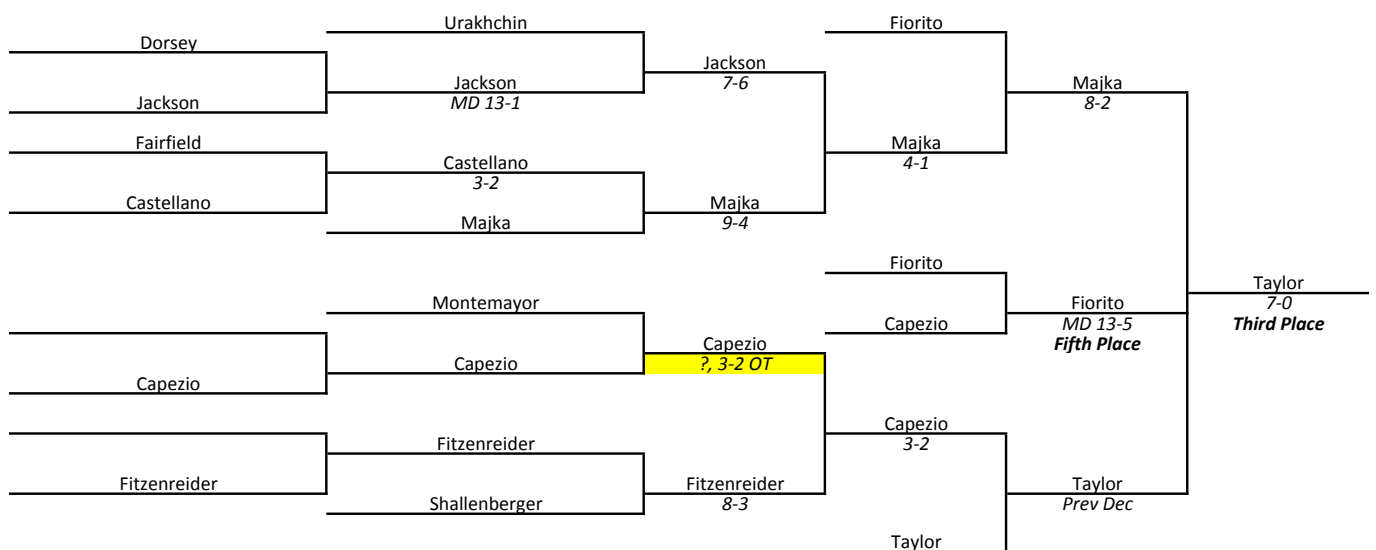 Urakhchin
Fiorito
Dorsey
Jackson
7-6
Jackson
MD 13-1
Majka
8-2
Jackson
Fairfield
Majka
4-1
Castellano
3-2
Castellano
Majka
9-4
Majka
Fiorito
Taylor
7-0
Third Place
Montemayor
Fiorito
MD 13-5
Fifth Place
Capezio
Capezio
?, 3-2 OT
Capezio
Capezio
Capezio
3-2
Fitzenreider
Fitzenreider
Fitzenreider
8-3
Taylor
Prev Dec
Shallenberger
Taylor